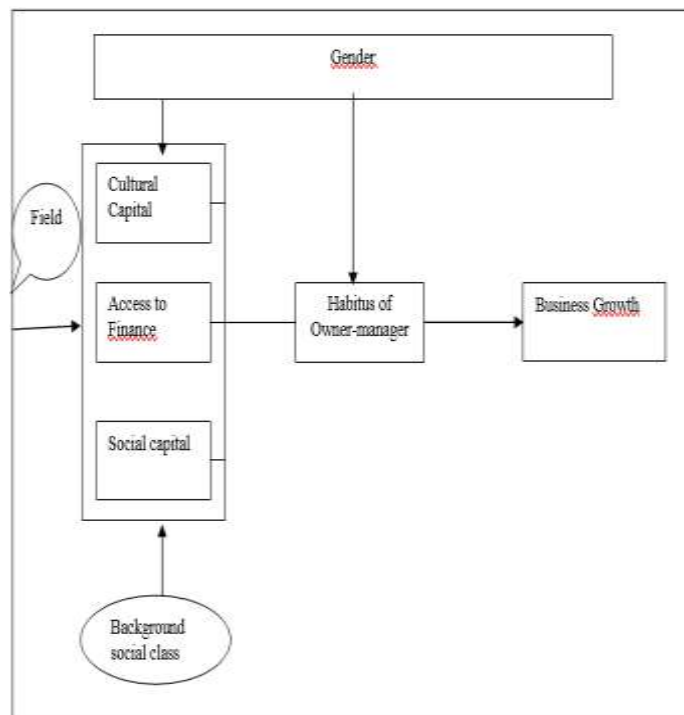 Gender
Cultural
Capital
Field
Access to
Finance
Habitus of
Owner-manager
Business Growth
Social capital
Background
social class